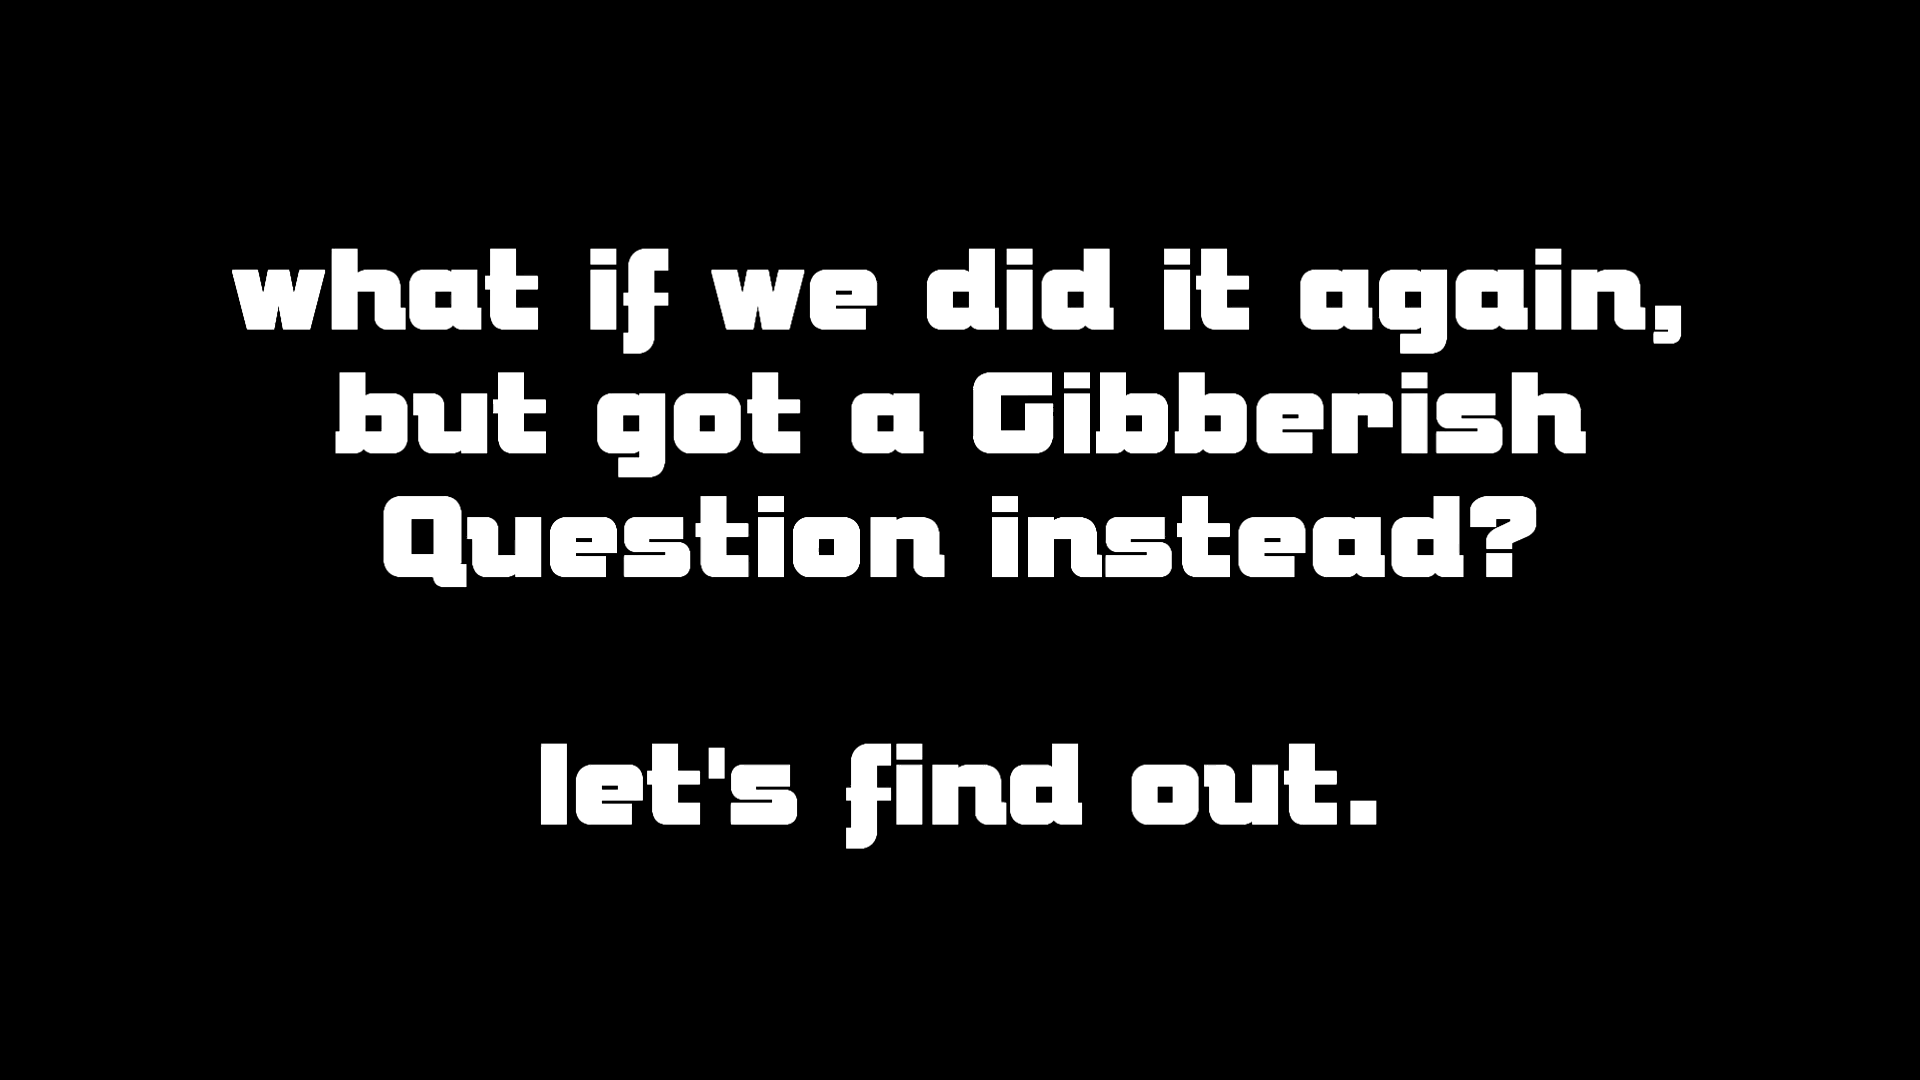 what if we did it again,
but got a Gibberish
Question instead?
let's find out.